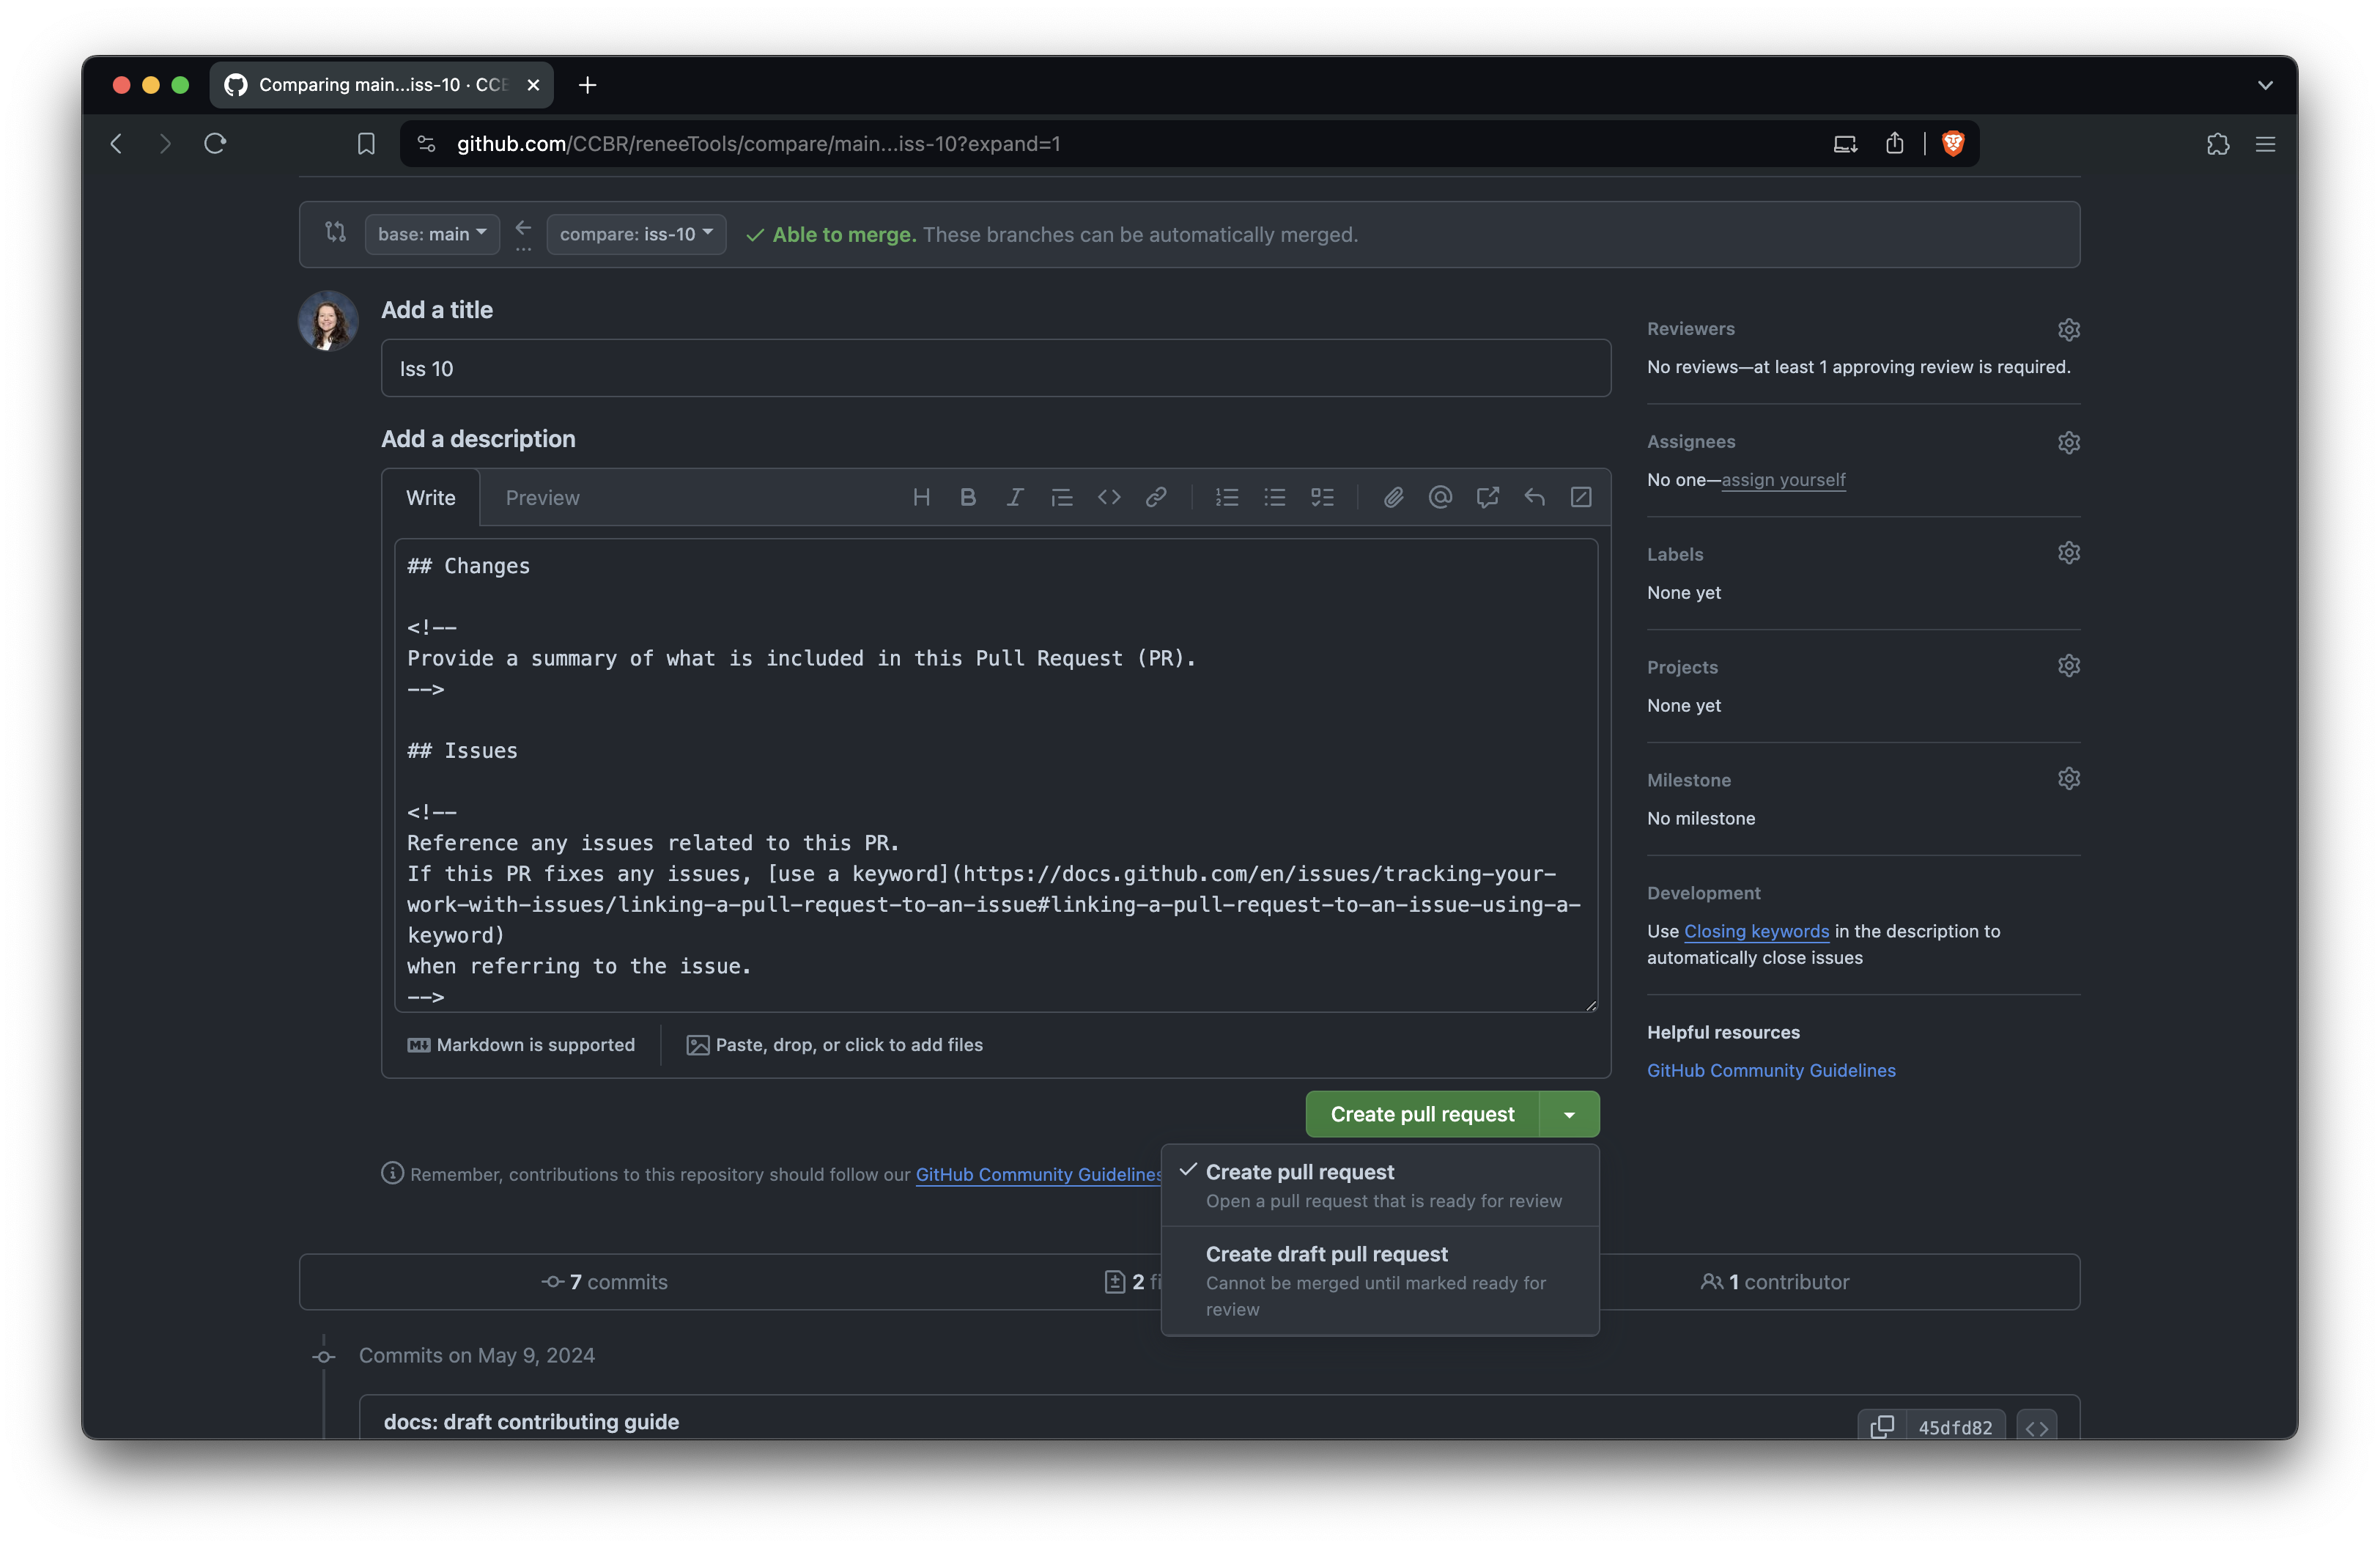 Comparing main...iss-10 · CCB
github.com/CCBR/reneeTools/compare/main...iss-10?expand=1
base: main
compare: iss-10
Able to merge. These branches can be automatically merged.
Add a title
Iss 10
Add a description
Write
Preview
## Changes
<!--
Provide a summary of what is included in this Pull Request (PR).
-->
## Issues
<!--
Reference any issues related to this PR.
If this PR fixes any issues, [use a keyword](https://docs.github.com/en/issues/tracking-your-
work-with-issues/linking-a-pull-request-to-an-issue#linking-a-pull-request-to-an-issue-using-a-
keyword)
when referring to the issue.
-->
Markdown is supported
Paste, drop, or click to add files
Reviewers
No reviews—at least 1 approving review is required.
Assignees
No one—assign yourself
Labels
None yet
Projects
None yet
Milestone
No milestone
Development
Use Closing keywords in the description to
automatically close issues
Helpful resources
GitHub Community Guidelines
Create pull request
Remember, contributions to this repository should follow our GitHub Community Guidelines
Create pull request
Open a pull request that is ready for review
Create draft pull request
Cannot be merged until marked ready for
review
7 commits
2 fi
1 contributor
Commits on May 9, 2024
docs: draft contributing guide
45dfd82